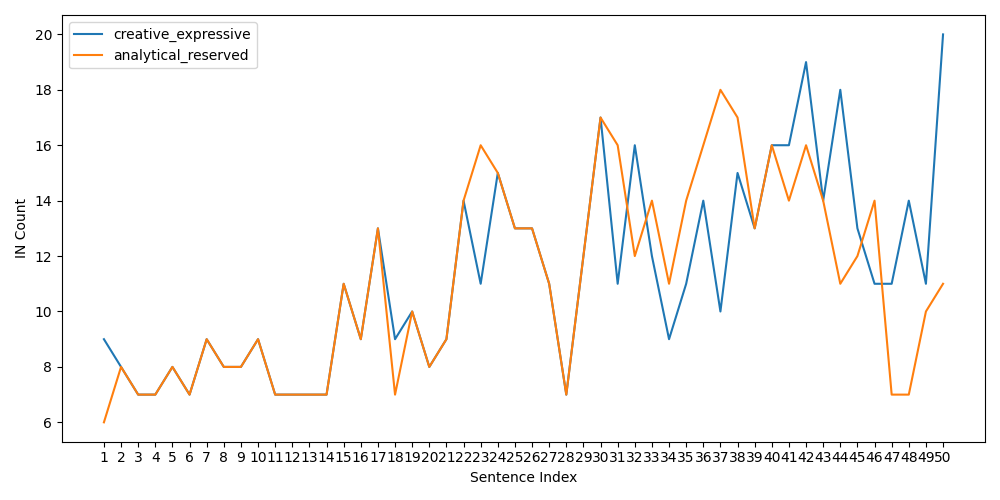 creative_expressive
analytical_reserved
20
18
16
14
12
10
8
6
IN Count
1 2 3 4 5 6 7 8 9 10 11 12 13 14 15 16 17 18 19 20 21 22 23 24 25 26 27 28 29 30 31 32 33 34 35 36 37 38 39 40 41 42 43 44 45 46 47 48 49 50
Sentence Index